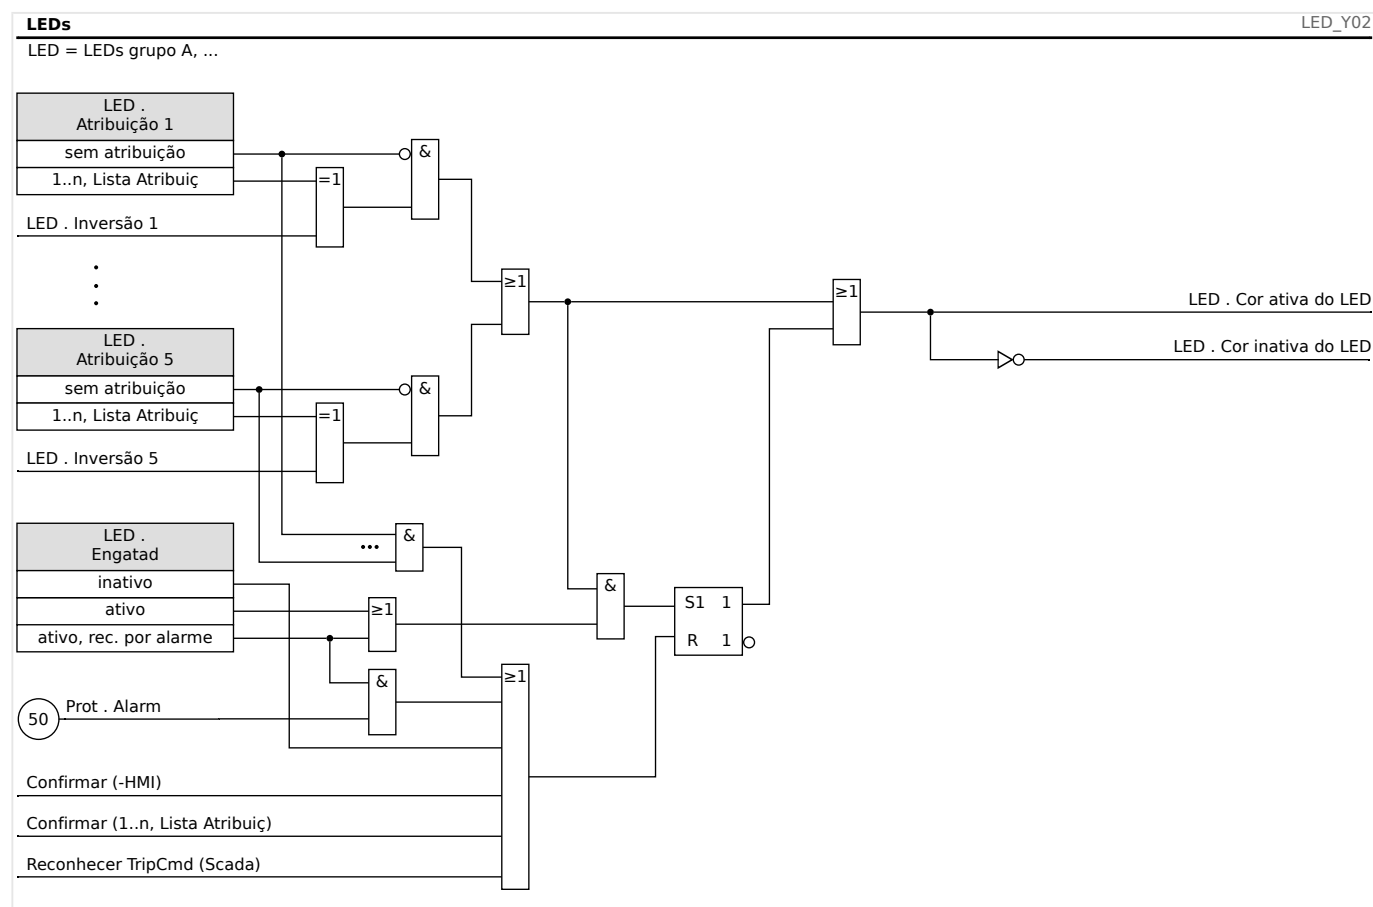 LEDs
LED_Y02
LED = LEDs grupo A, ...
LED .
Atribuição 1
sem atribuição
1..n, Lista Atribuiç
LED . Inversão 1
=1
&
≥1
≥1
LED . Cor ativa do LED
LED . Cor inativa do LED
LED .
Atribuição 5
sem atribuição
1..n, Lista Atribuiç
LED . Inversão 5
=1
&
LED .
Engatad
inativo
ativo
ativo, rec. por alarme
&
...
≥1
&
S1 1
R 1
&
≥1
50
Prot . Alarm
Confirmar (-HMI)
Confirmar (1..n, Lista Atribuiç)
Reconhecer TripCmd (Scada)